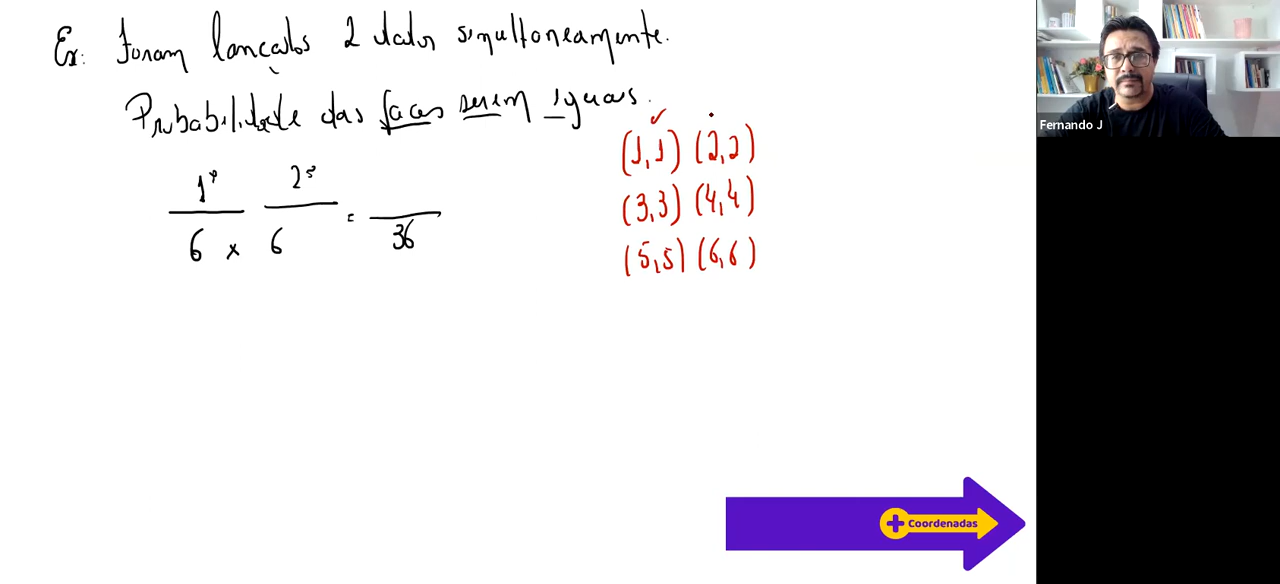 Ex: Foram lançados 2 dados simultoneamente.
Probabilidade das faces serem iguais.
(1,1) (2,2)
(3,3) (4,4)
(5,5) (6,6)
1º 2º
6 x 6 = 36
Fernando J
+ Coordenadas